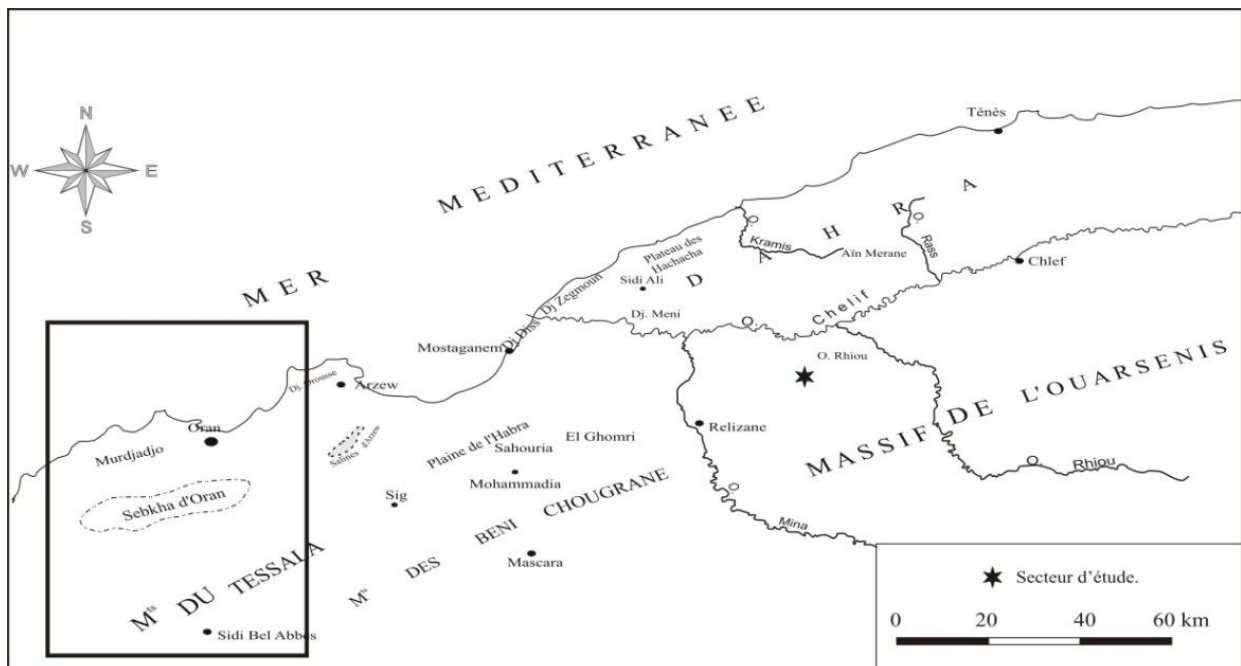 N
W
E
S
MER MEDITERRANEE
Ténès
D A H R A
O. Kramis
O. Rass
Aïn Merane
Chlef
Plateau des
Hachacha
Sidi Ali
Dj Zegmoun
Dj Diss
Dj. Meni
O. Chelif
Mostaganem
O. Rhiou
Dj. Orousse
Arzew
Oran
Murdjadjo
Salines d'Arzew
Plaine de l'Habra
El Ghomri
Sahouria
Relizane
MASSIF DE L'OUARSENIS
O. Rhiou
Mohammadia
Sebkha d'Oran
Sig
O. Mina
Mts DU TESSALA
Mts DES BENI CHOUGRANE
Mascara
Sidi Bel Abbes
Secteur d'étude.
0 20 40 60 km